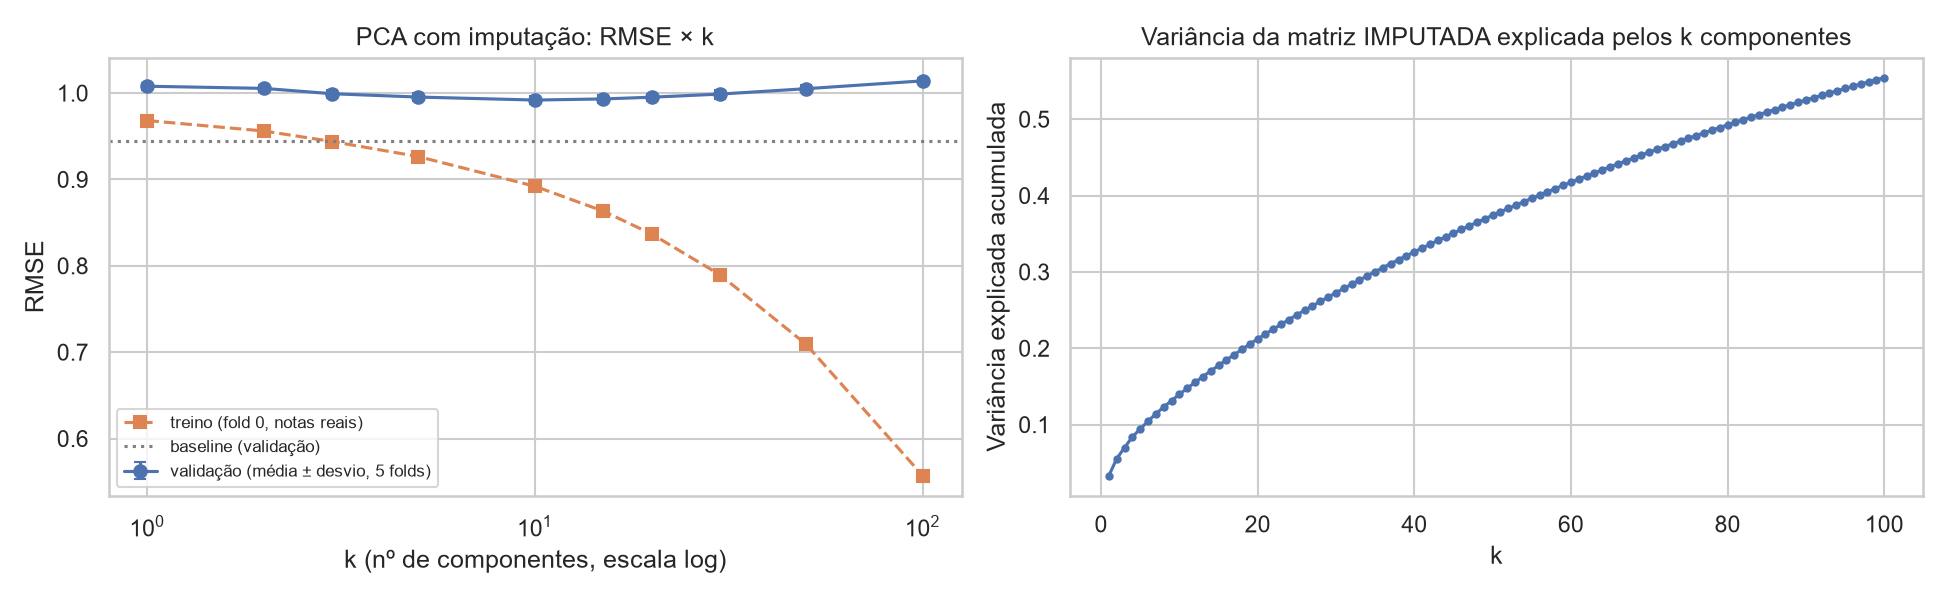 PCA com imputação: RMSE × k
RMSE
1.0
0.9
0.8
0.7
0.6
treino (fold 0, notas reais)
baseline (validação)
validação (média ± desvio, 5 folds)
10⁰
10¹
10²
k (nº de componentes, escala log)
Variância da matriz IMPUTADA explicada pelos k componentes
Variância explicada acumulada
0.5
0.4
0.3
0.2
0.1
0
20
40
60
80
100
k